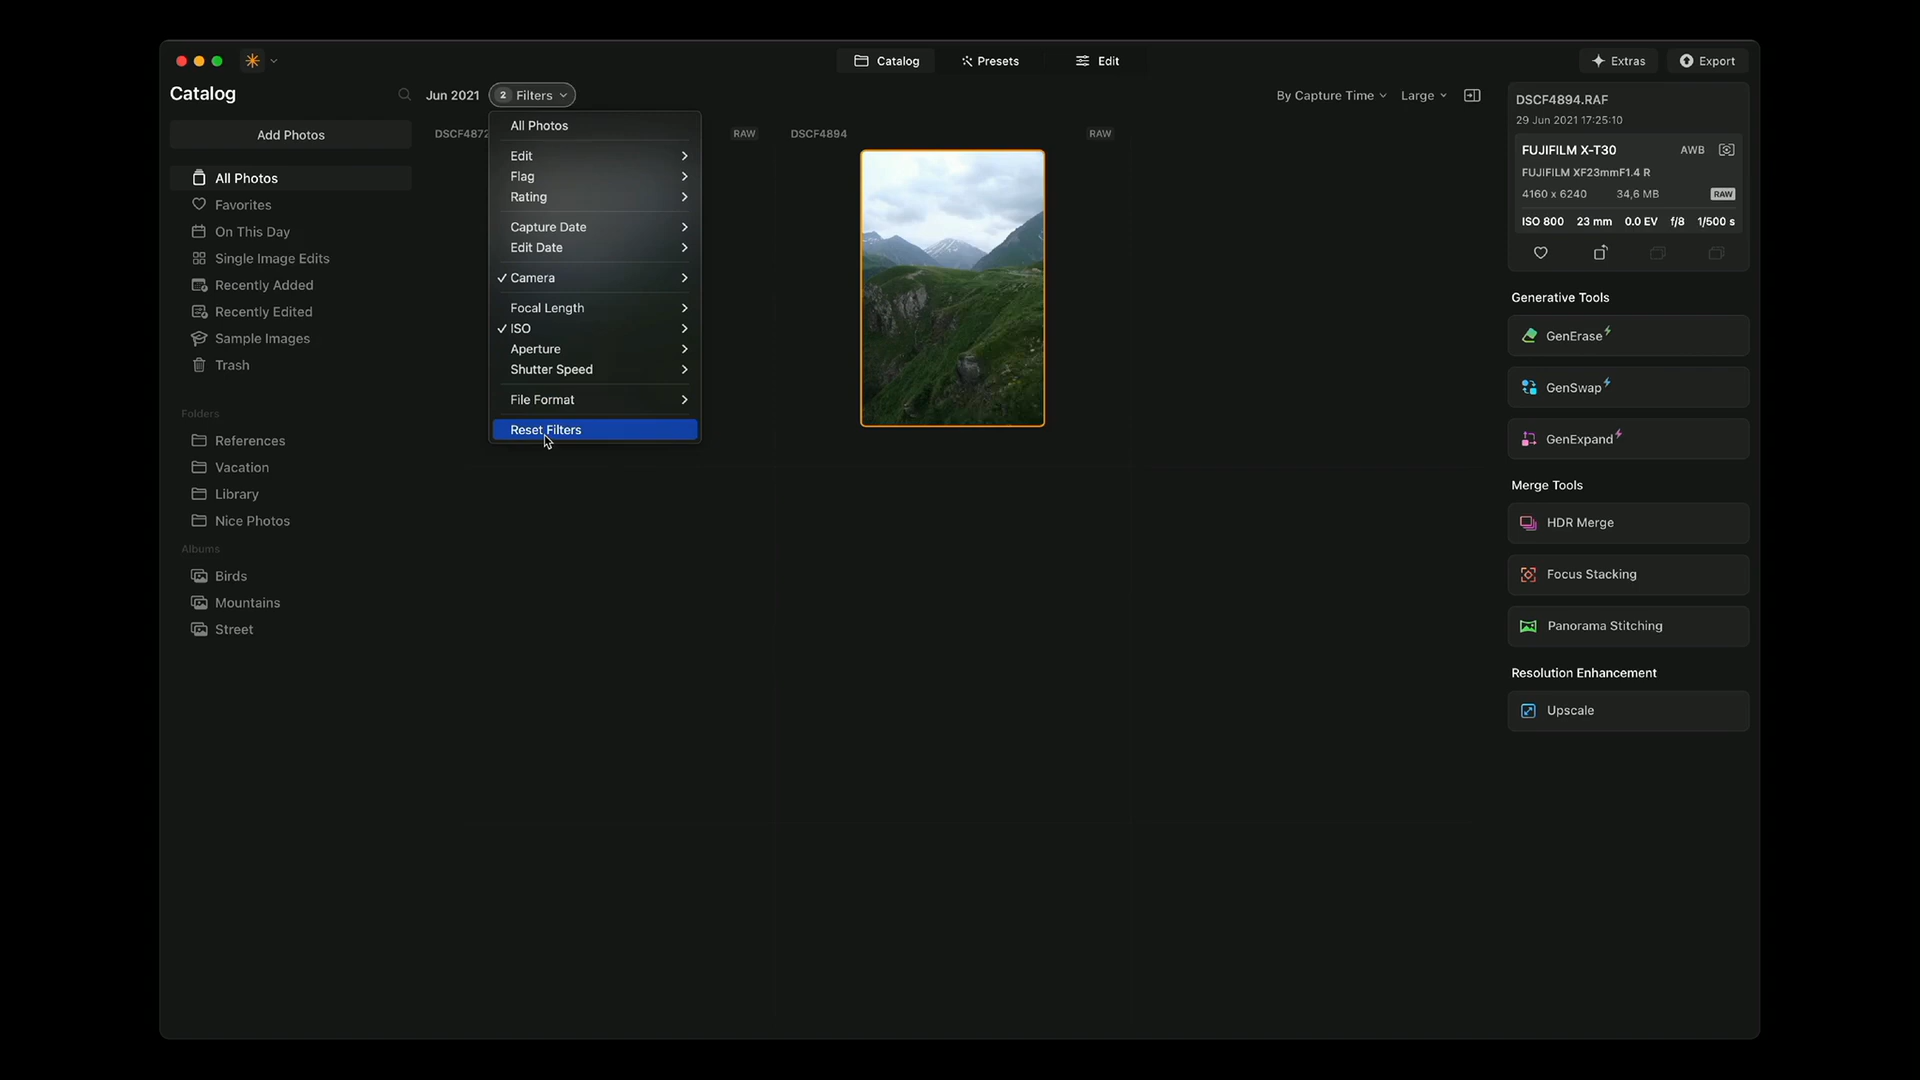 Catalog
Presets
Edit
Extras
Export
Catalog
Jun 2021
2 Filters
By Capture Time
Large
Add Photos
All Photos
Favorites
On This Day
Single Image Edits
Recently Added
Recently Edited
Sample Images
Trash
Folders
References
Vacation
Library
Nice Photos
Albums
Birds
Mountains
Street
DSCF4872
RAW
DSCF4894
RAW
All Photos
Edit
Flag
Rating
Capture Date
Edit Date
Camera
Focal Length
ISO
Aperture
Shutter Speed
File Format
Reset Filters
DSCF4894.RAF
29 Jun 2021 17:25:10
FUJIFILM X-T30 AWB
FUJIFILM XF23mmF1.4 R
4160 x 6240 34,6 MB RAW
ISO 800 23 mm 0.0 EV f/8 1/500 s
Generative Tools
GenErase
GenSwap
GenExpand
Merge Tools
HDR Merge
Focus Stacking
Panorama Stitching
Resolution Enhancement
Upscale